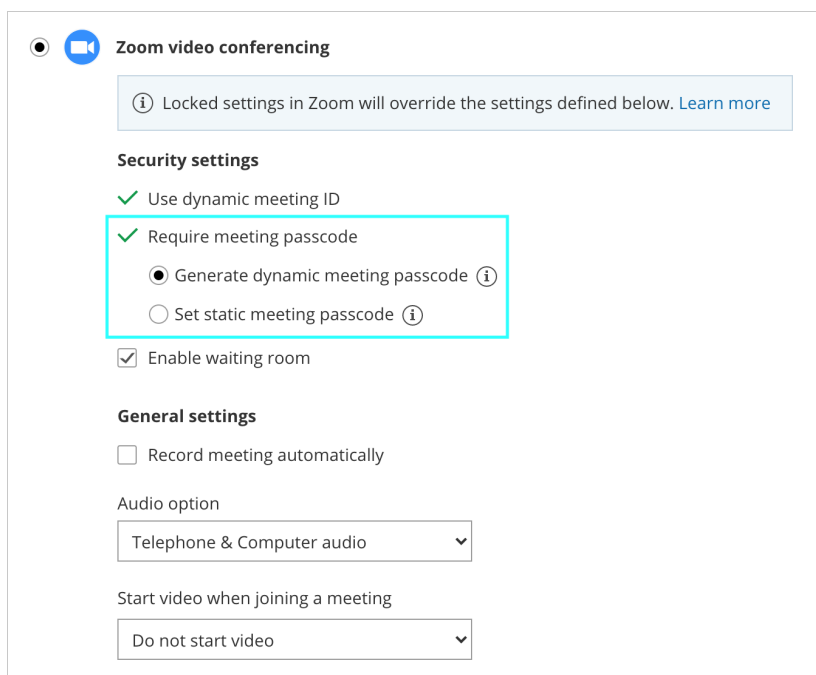 Zoom video conferencing
Locked settings in Zoom will override the settings defined below. Learn more
Security settings
Use dynamic meeting ID
Require meeting passcode
Generate dynamic meeting passcode
Set static meeting passcode
Enable waiting room
General settings
Record meeting automatically
Audio option
Telephone & Computer audio
Start video when joining a meeting
Do not start video